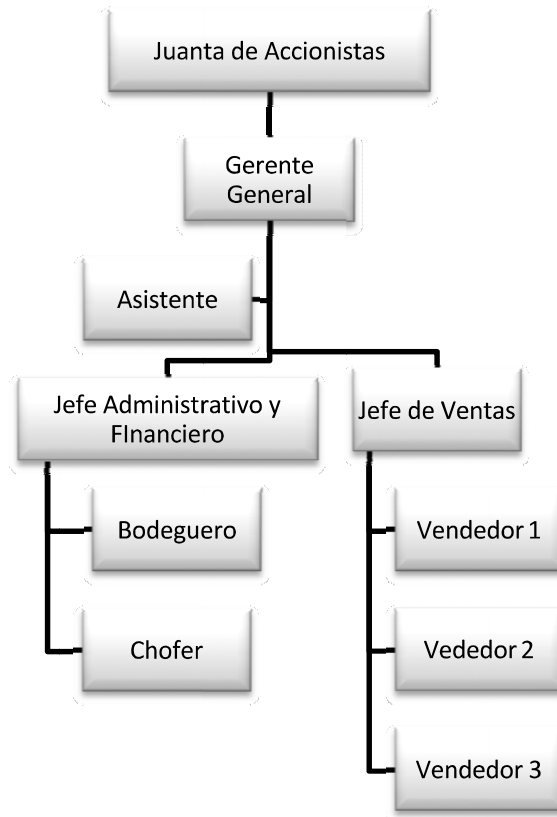 Juanta de Accionistas
Gerente
General
Asistente
Jefe Administrativo y
FInanciero
Jefe de Ventas
Bodeguero
Vendedor 1
Chofer
Vededor 2
Vendedor 3